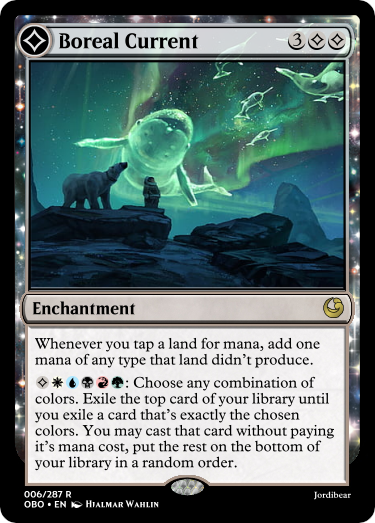 Boreal Current 3
Enchantment
Whenever you tap a land for mana, add one
mana of any type that land didn't produce.
: Choose any combination of
colors. Exile the top card of your library until
you exile a card that's exactly the chosen
colors. You may cast that card without paying
it's mana cost, put the rest on the bottom of
your library in a random order.
006/287 R
Jordibear
OBO • EN Hjalmar Wahlin